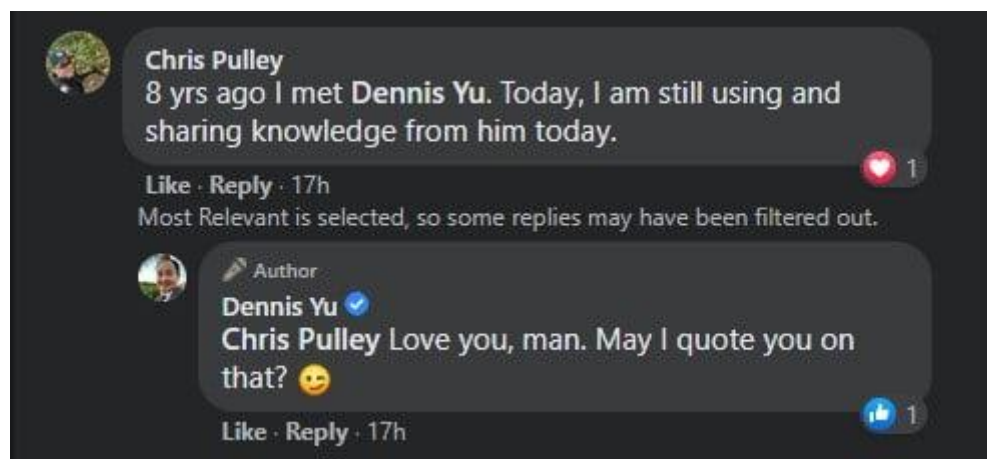 Chris Pulley
8 yrs ago I met Dennis Yu. Today, I am still using and
sharing knowledge from him today.
1
Like · Reply · 17h
Most Relevant is selected, so some replies may have been filtered out.
Author
Dennis Yu
Chris Pulley Love you, man. May I quote you on
that? 😉
1
Like · Reply · 17h